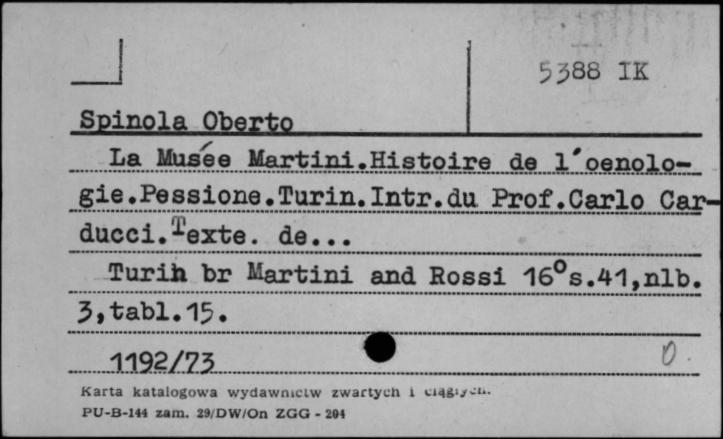 5388 IK
Spinola Oberto
La Musée Martini.Histoire de l'oenolo-
gie.Pessione.Turin.Intr.du Prof.Carlo Car-
ducci.Texte. de...
Turin br Martini and Rossi 16°s.41,nlb.
3,tabl.15.
1192/73
0.
Karta katalogowa wydawnictw zwartych i ciągłych.
PU-B-144 zam. 29/DW/On ZGG - 204